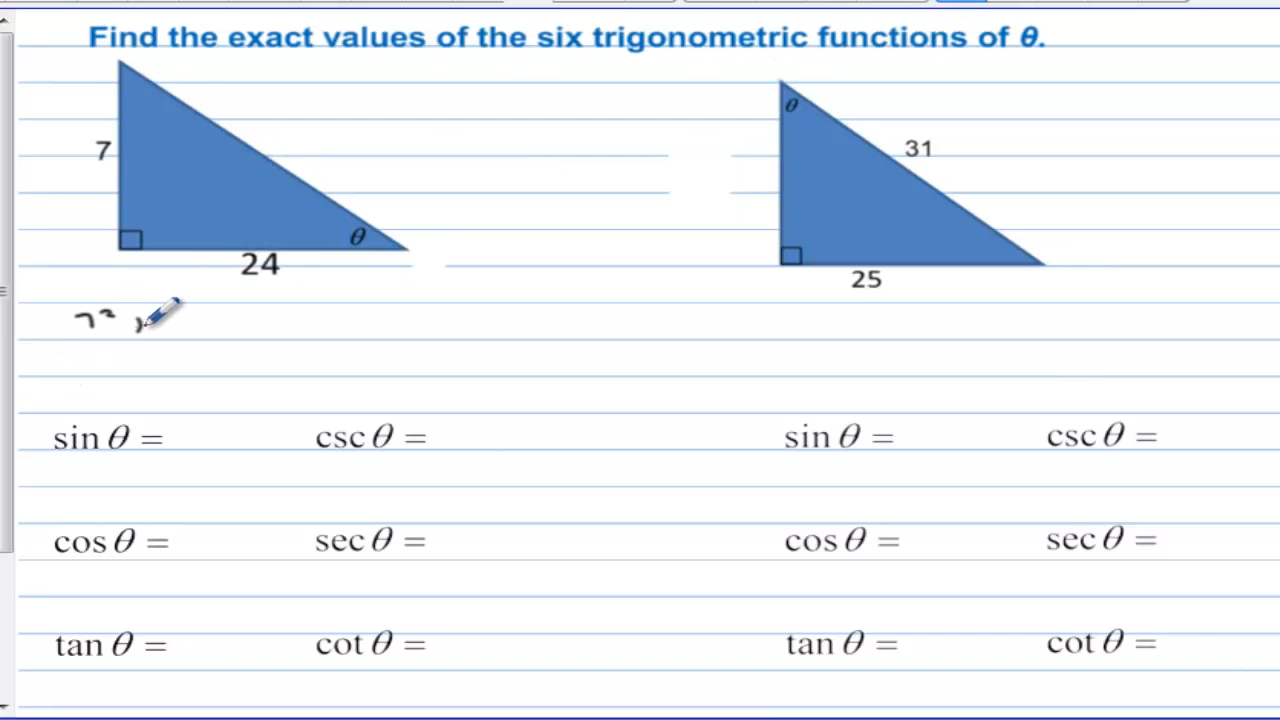 Find the exact values of the six trigonometric functions of θ.
7
θ
24
θ
31
25
7²
sin θ = csc θ =
cos θ = sec θ =
tan θ = cot θ =
sin θ = csc θ =
cos θ = sec θ =
tan θ = cot θ =